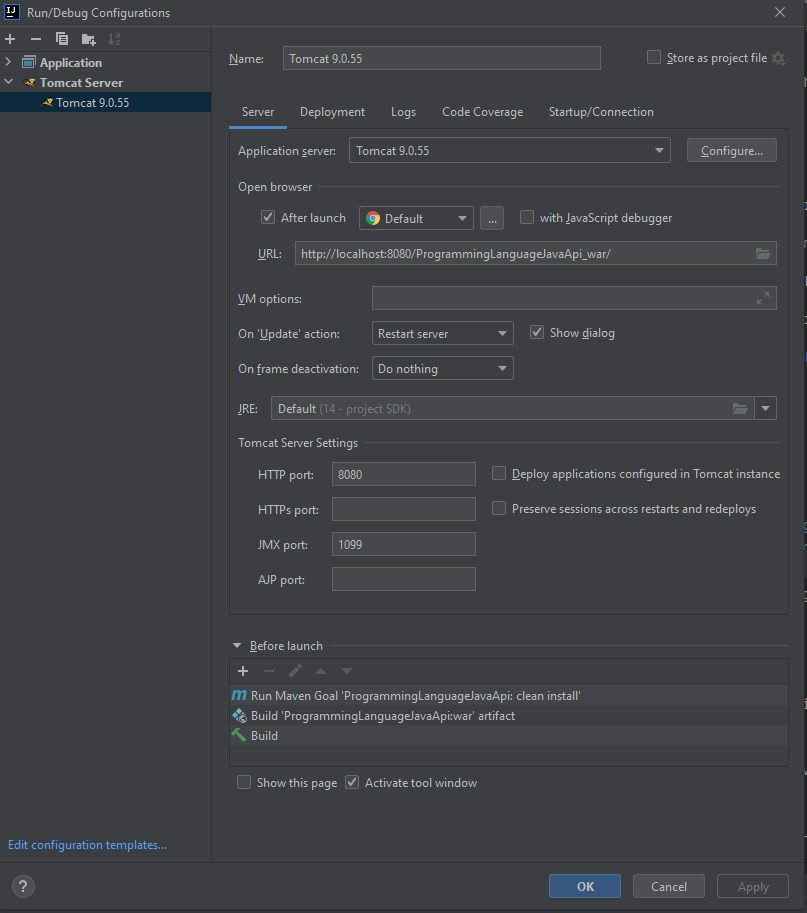 Run/Debug Configurations
Application
Tomcat Server
Tomcat 9.0.55
Edit configuration templates...
Name: Tomcat 9.0.55 Store as project file
Server Deployment Logs Code Coverage Startup/Connection
Application server: Tomcat 9.0.55 Configure...
Open browser
After launch Default ... with JavaScript debugger
URL: http://localhost:8080/ProgrammingLanguageJavaApi_war/
VM options:
On 'Update' action: Restart server Show dialog
On frame deactivation: Do nothing
JRE: Default (14 - project SDK)
Tomcat Server Settings
HTTP port: 8080 Deploy applications configured in Tomcat instance
HTTPs port: Preserve sessions across restarts and redeploys
JMX port: 1099
AJP port:
Before launch
Run Maven Goal 'ProgrammingLanguageJavaApi: clean install'
Build 'ProgrammingLanguageJavaApi:war' artifact
Build
Show this page Activate tool window
? OK Cancel Apply